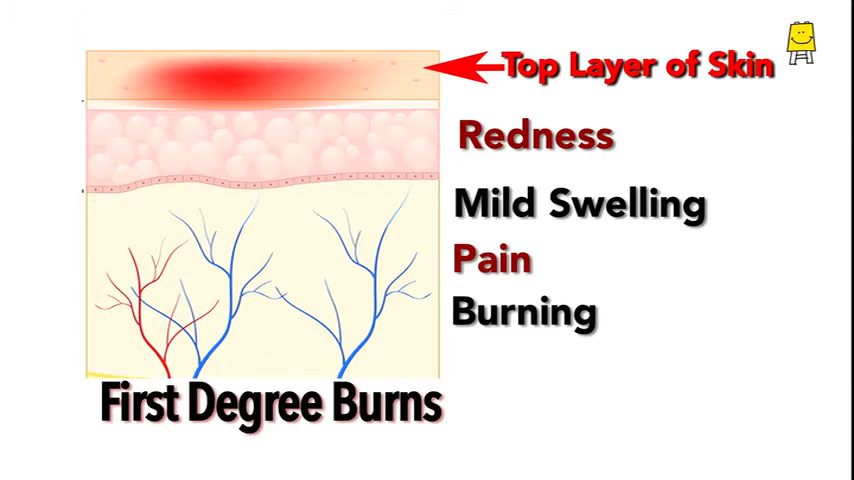 Top Layer of Skin
Redness
Mild Swelling
Pain
Burning
First Degree Burns